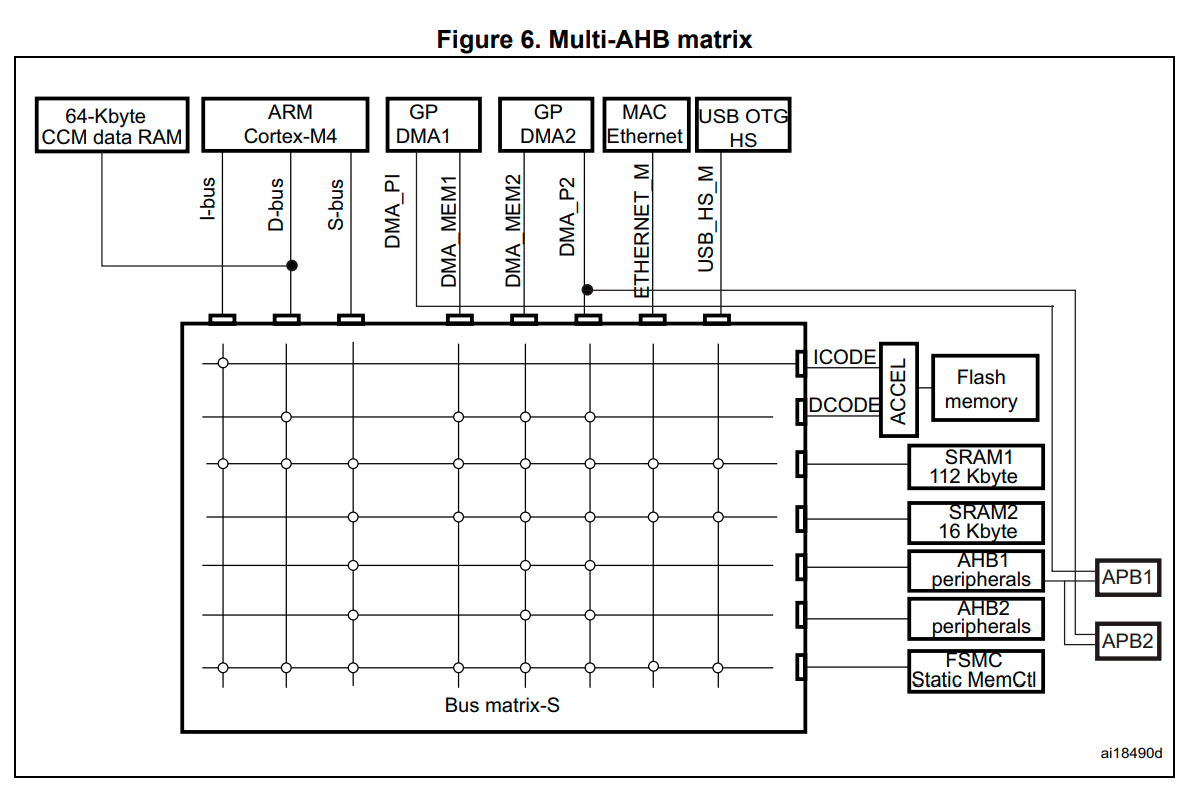 Figure 6. Multi-AHB matrix
64-Kbyte
CCM data RAM
ARM
Cortex-M4
GP
DMA1
GP
DMA2
MAC
Ethernet
USB OTG
HS
I-bus
D-bus
S-bus
DMA_PI
DMA_MEM1
DMA_MEM2
DMA_P2
ETHERNET_M
USB_HS_M
ICODE
DCODE
ACCEL
Flash
memory
SRAM1
112 Kbyte
SRAM2
16 Kbyte
AHB1
peripherals
AHB2
peripherals
FSMC
Static MemCtl
APB1
APB2
Bus matrix-S
ai18490d